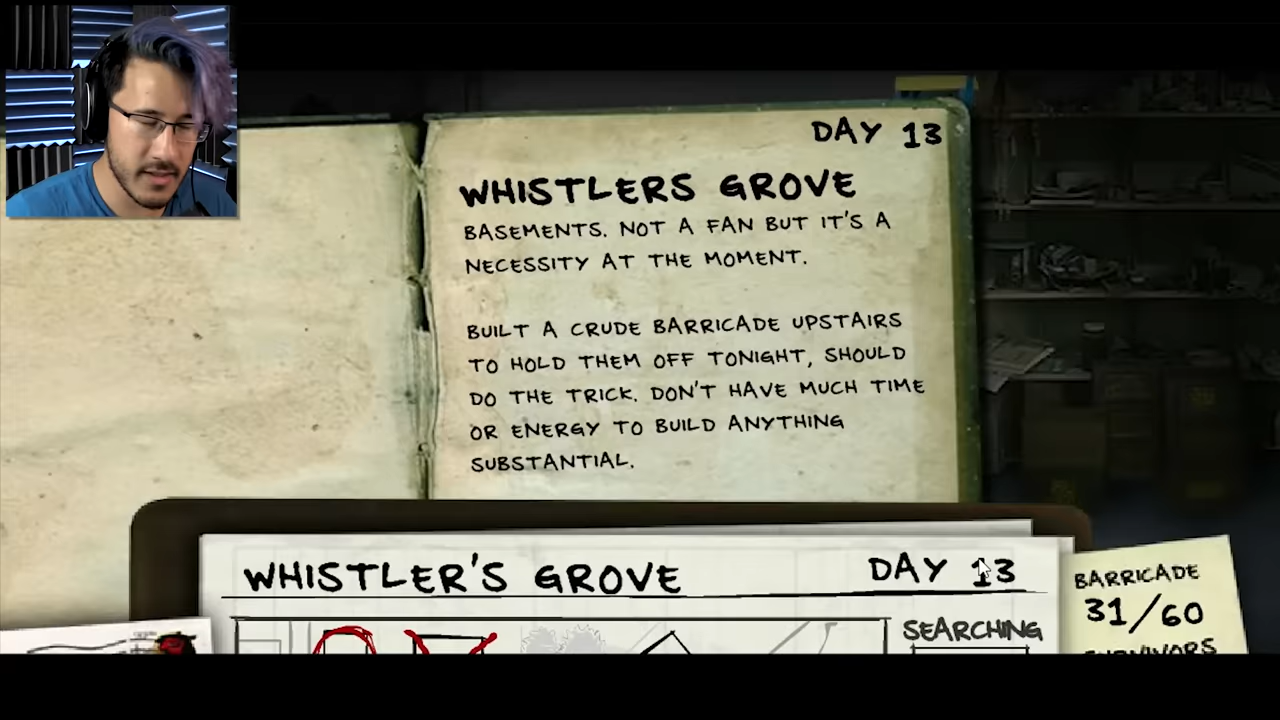 DAY 13
WHISTLERS GROVE
BASEMENTS. NOT A FAN BUT IT'S A
NECESSITY AT THE MOMENT.
BUILT A CRUDE BARRICADE UPSTAIRS
TO HOLD THEM OFF TONIGHT, SHOULD
DO THE TRICK. DON'T HAVE MUCH TIME
OR ENERGY TO BUILD ANYTHING
SUBSTANTIAL.
WHISTLER'S GROVE
DAY 13
SEARCHING
BARRICADE
31/60
SURVIVORS